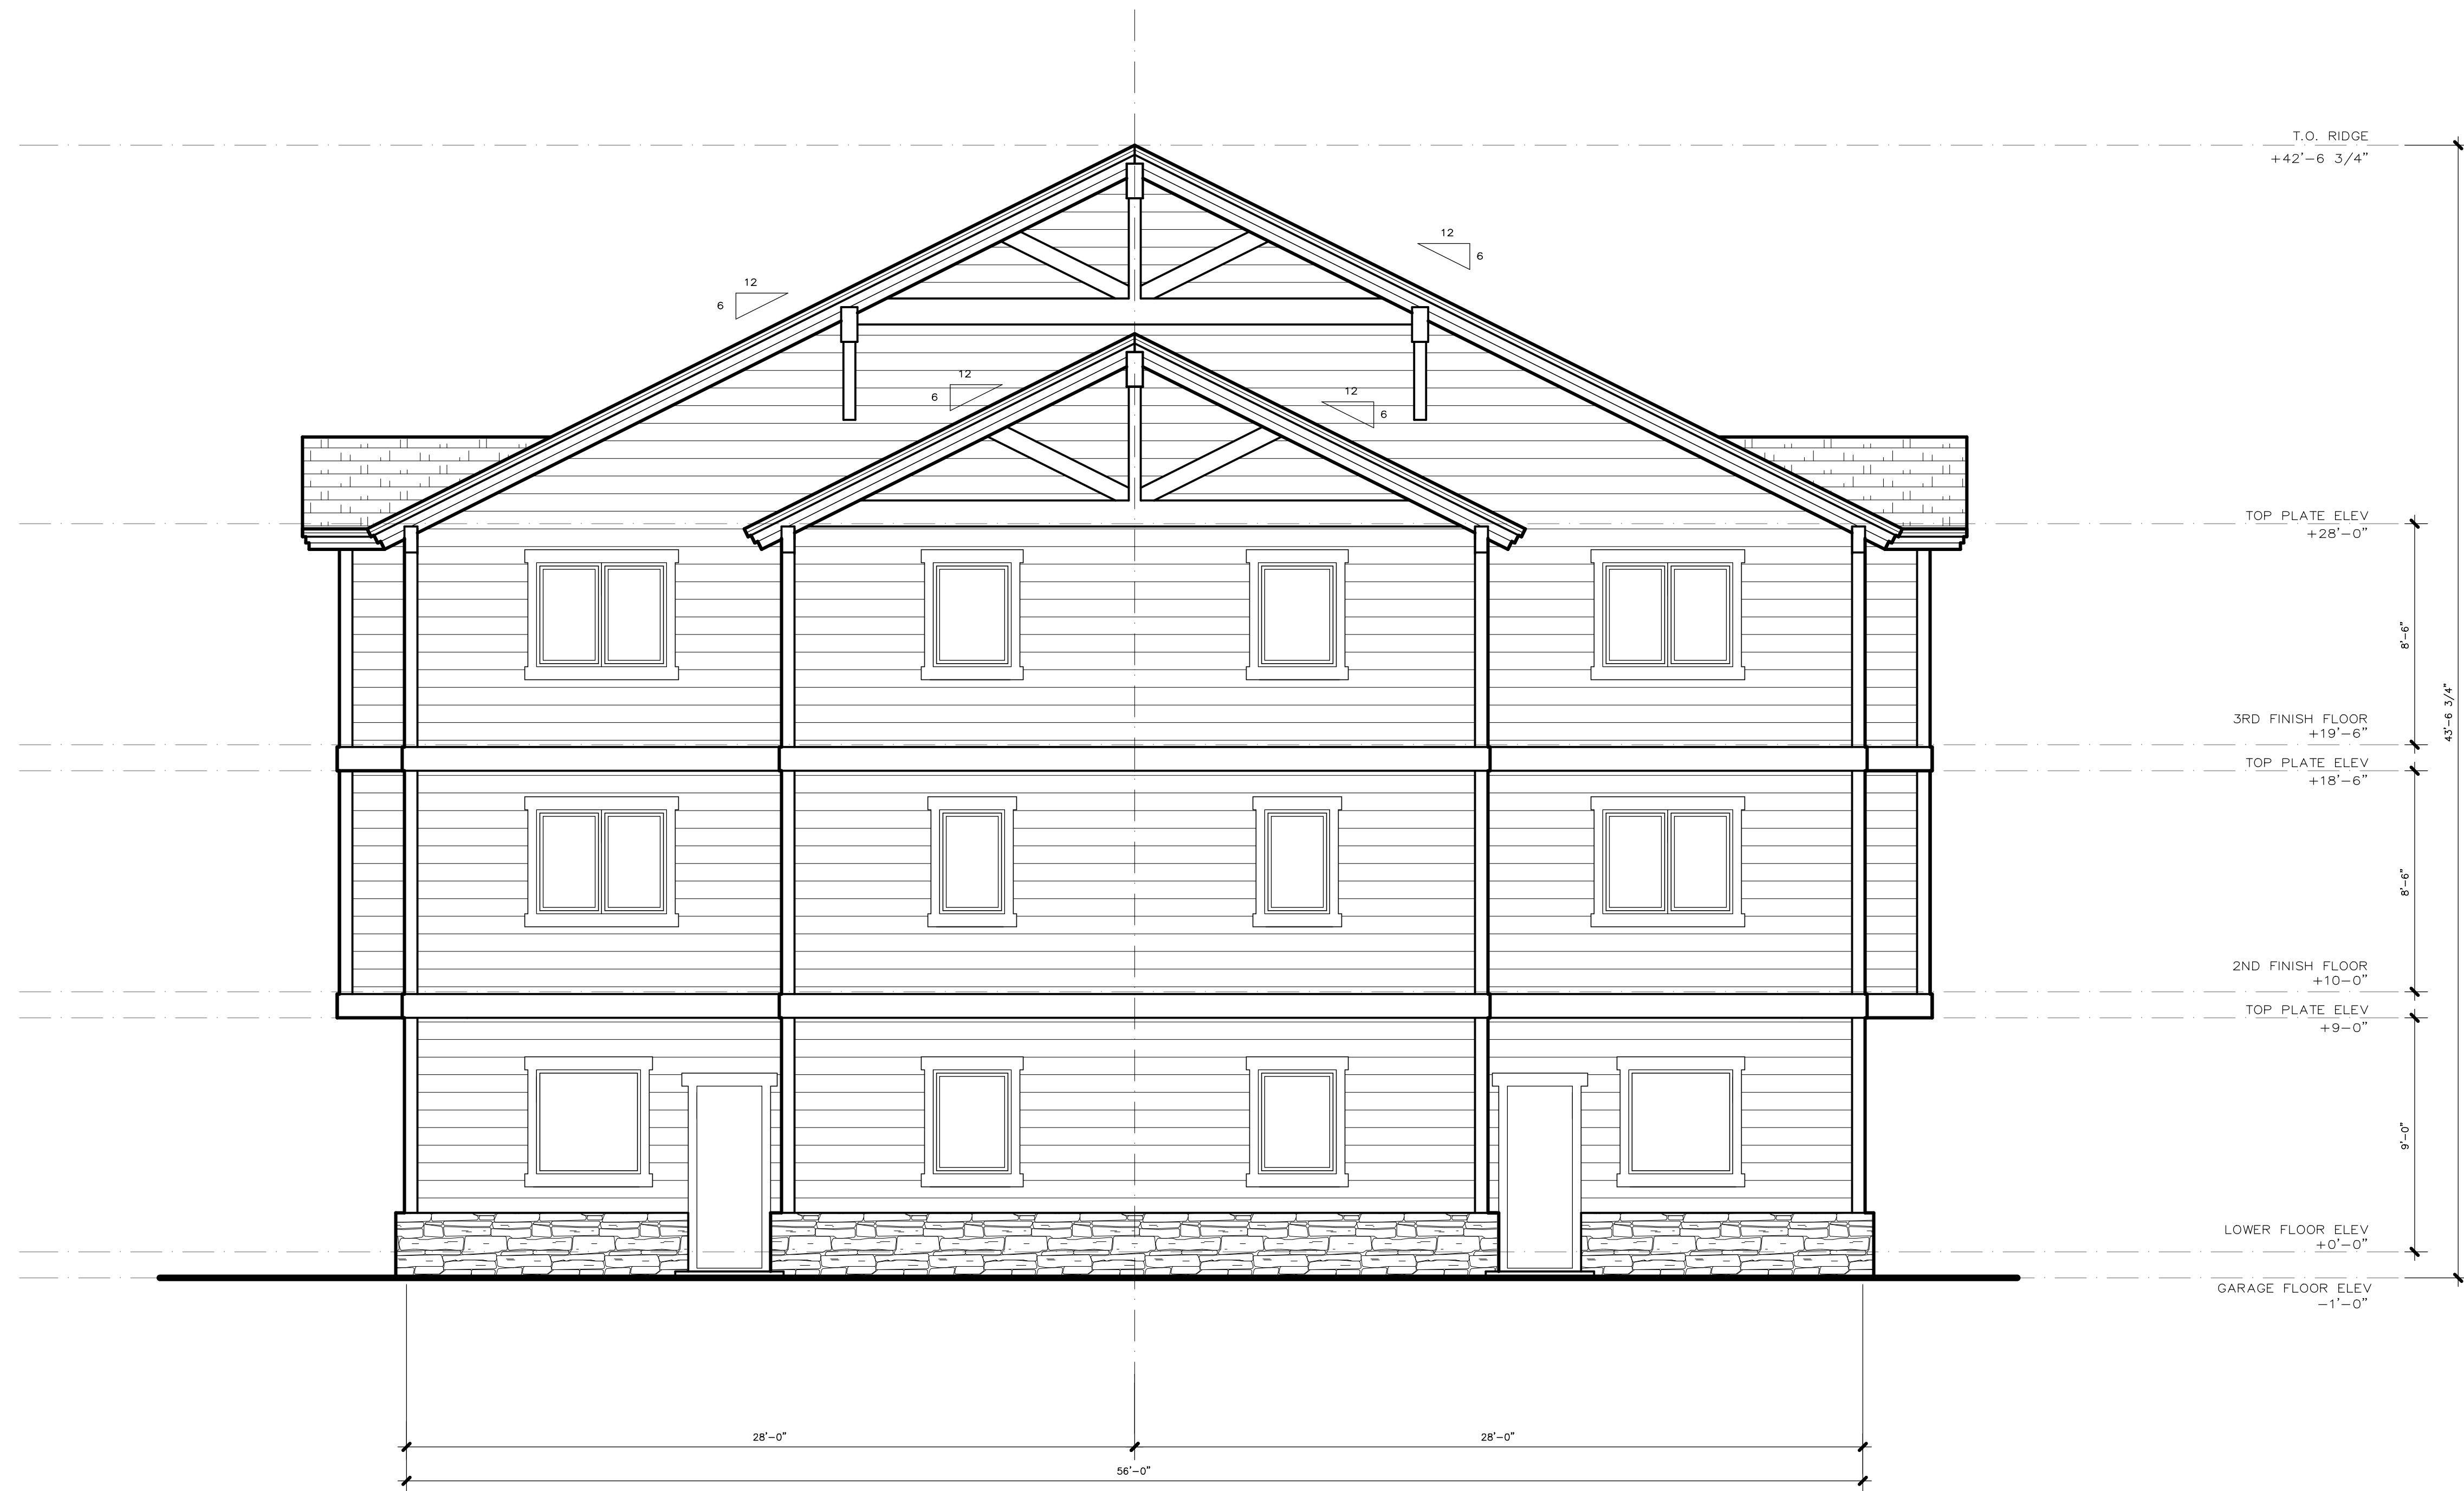 T.O. RIDGE
+42'-6 3/4"
12
6
12
6
12
6
12
6
TOP PLATE ELEV
+28'-0"
8'-6"
43'-6 3/4"
3RD FINISH FLOOR
+19'-6"
TOP PLATE ELEV
+18'-6"
8'-6"
2ND FINISH FLOOR
+10-0"
TOP PLATE ELEV
+9-0"
9'-0"
LOWER FLOOR ELEV
+0'-0"
GARAGE FLOOR ELEV
-1'-0"
28'-0"
28'-0"
56'-0"